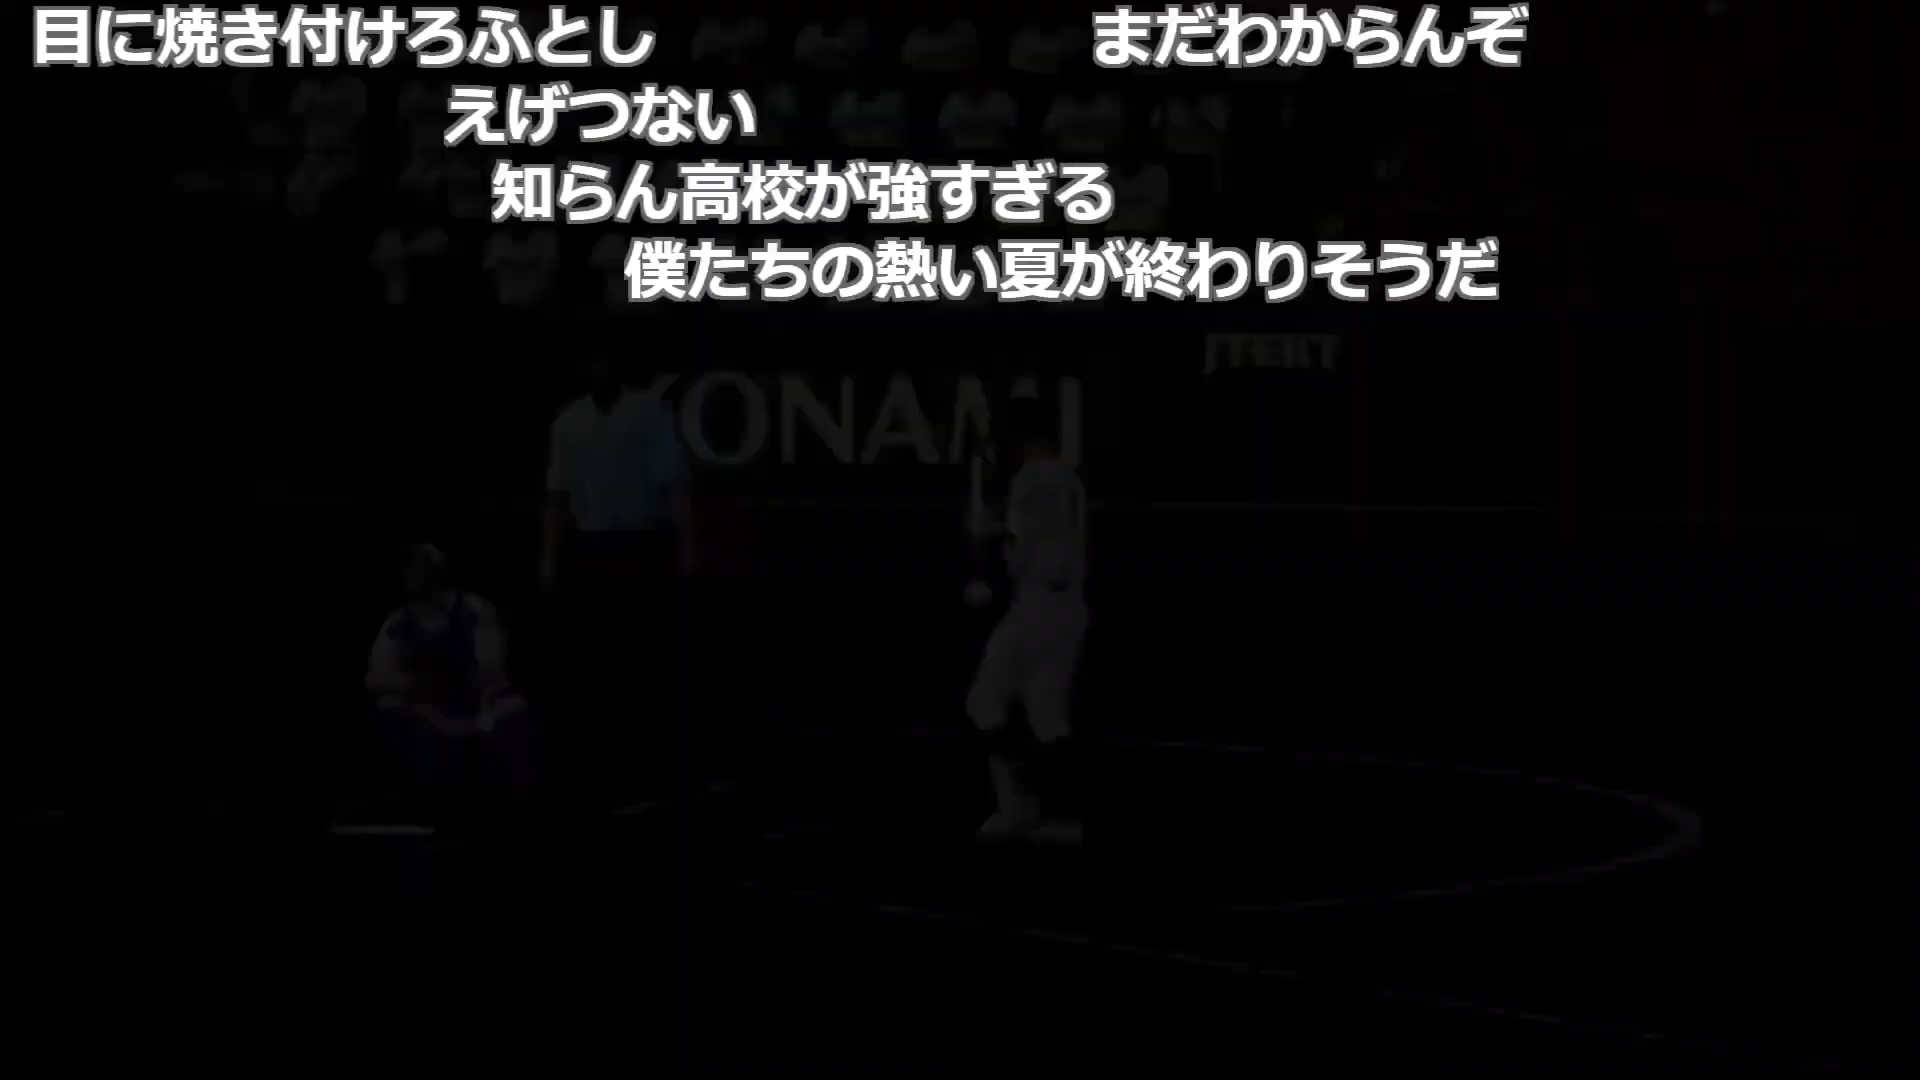 目に焼き付けろふとし
まだわからんぞ
えげつない
知らん高校が強すぎる
僕たちの熱い夏が終わりそうだ
JTEKT
KONAMI